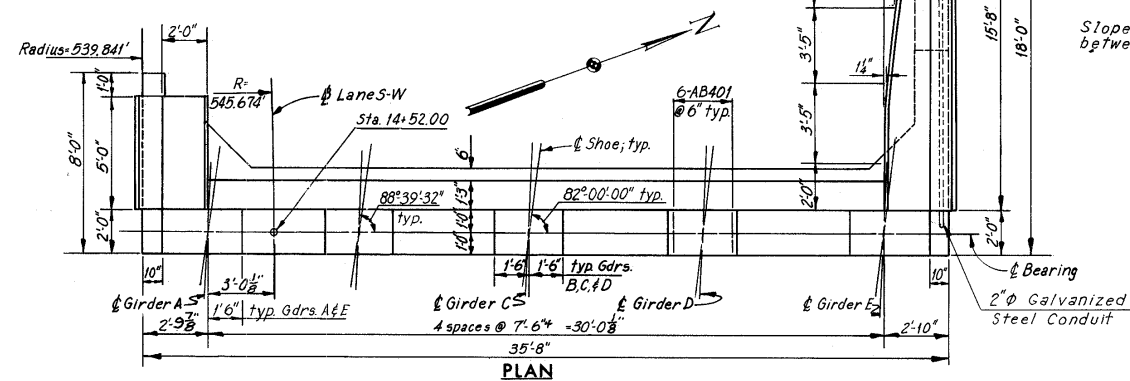 2'-0"
Radius=539.841'
R=
545.674'
℄ Lane S-W
Sta. 14+52.00
N
6-AB401
@ 6" typ.
℄ Shoe; typ.
1¼"
3'-5"
3'-5"
2'-0"
15'-8"
18'-0"
Slope
betwe
1'-0"
5'-0"
8'-0"
2'-0"
88°39'-32"
typ.
6"
1'-3"
1'-0"
1'-0"
82°-00'-00" typ.
2'-0"
10"
3'-0⅛"
1'-6"
1'-6"
typ. Gdrs.
B,C,&D
10"
℄ Bearing
℄ Girder A
℄ Girder C
℄ Girder D
℄ Girder E
2"Φ Galvanized
Steel Conduit
1'6"
typ. Gdrs. A&E
2'-9⅞"
4 spaces @ 7'-6"+ =30'-0⅛"
2'-10"
35'-8"
PLAN